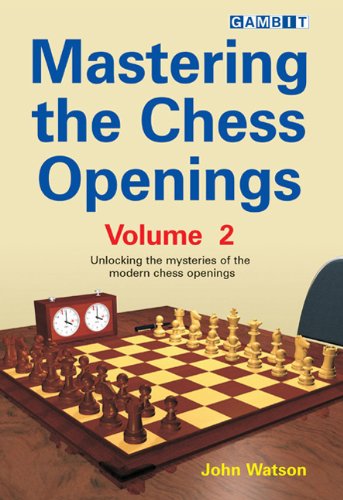 GAMBIT
Mastering
the Chess
Openings
Volume 2
Unlocking the mysteries of the
modern chess openings
John Watson